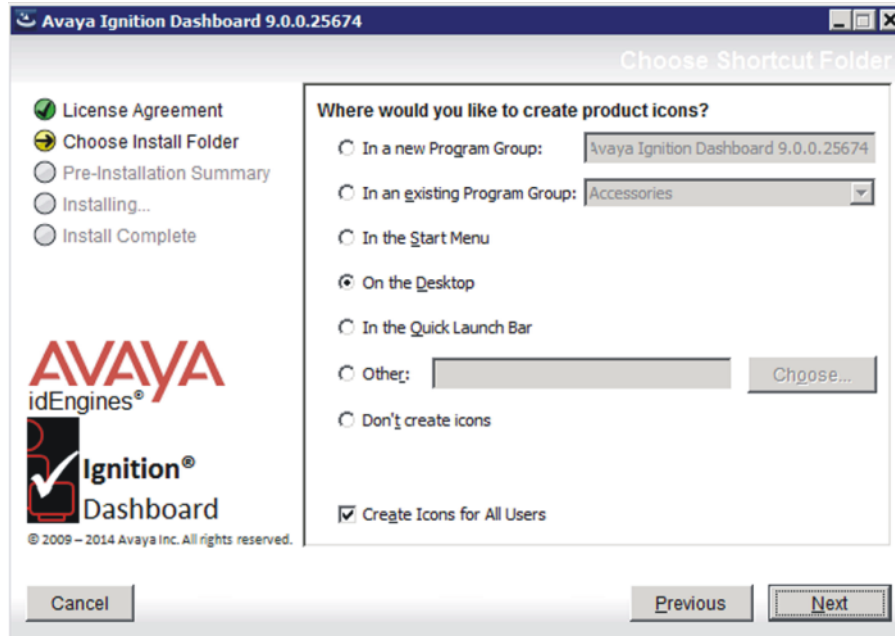 Avaya Ignition Dashboard 9.0.0.25674
Choose Shortcut Folder
License Agreement
Choose Install Folder
Pre-Installation Summary
Installing...
Install Complete
AVAYA
idEngines®
Ignition®
Dashboard
© 2009 – 2014 Avaya Inc. All rights reserved.
Where would you like to create product icons?
In a new Program Group: Avaya Ignition Dashboard 9.0.0.25674
In an existing Program Group: Accessories
In the Start Menu
On the Desktop
In the Quick Launch Bar
Other: Choose...
Don't create icons
Create Icons for All Users
Cancel Previous Next